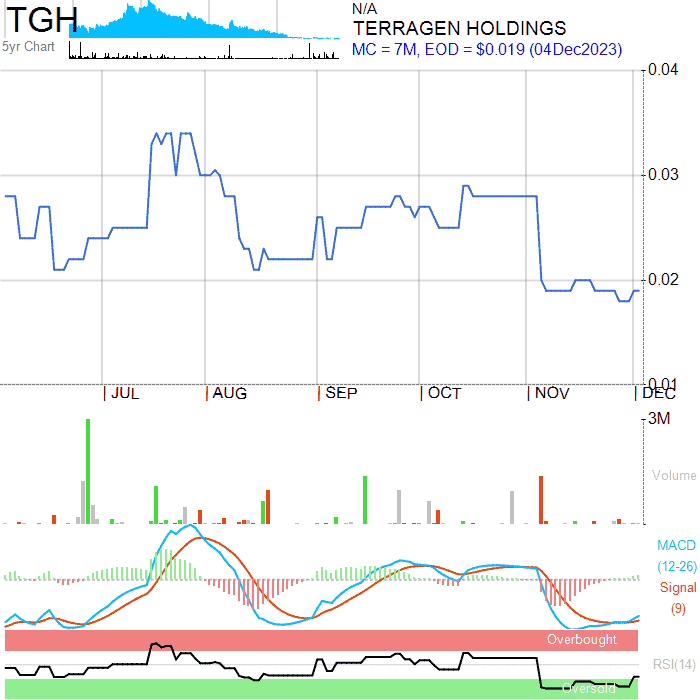 TGH
5yr Chart
N/A
TERRAGEN HOLDINGS
MC = 7M, EOD = $0.019 (04Dec2023)
0.04
0.03
0.02
0.01
JUL
AUG
SEP
OCT
NOV
DEC
3M
Volume
MACD
(12-26)
Signal
(9)
Overbought
RSI(14)
Oversold